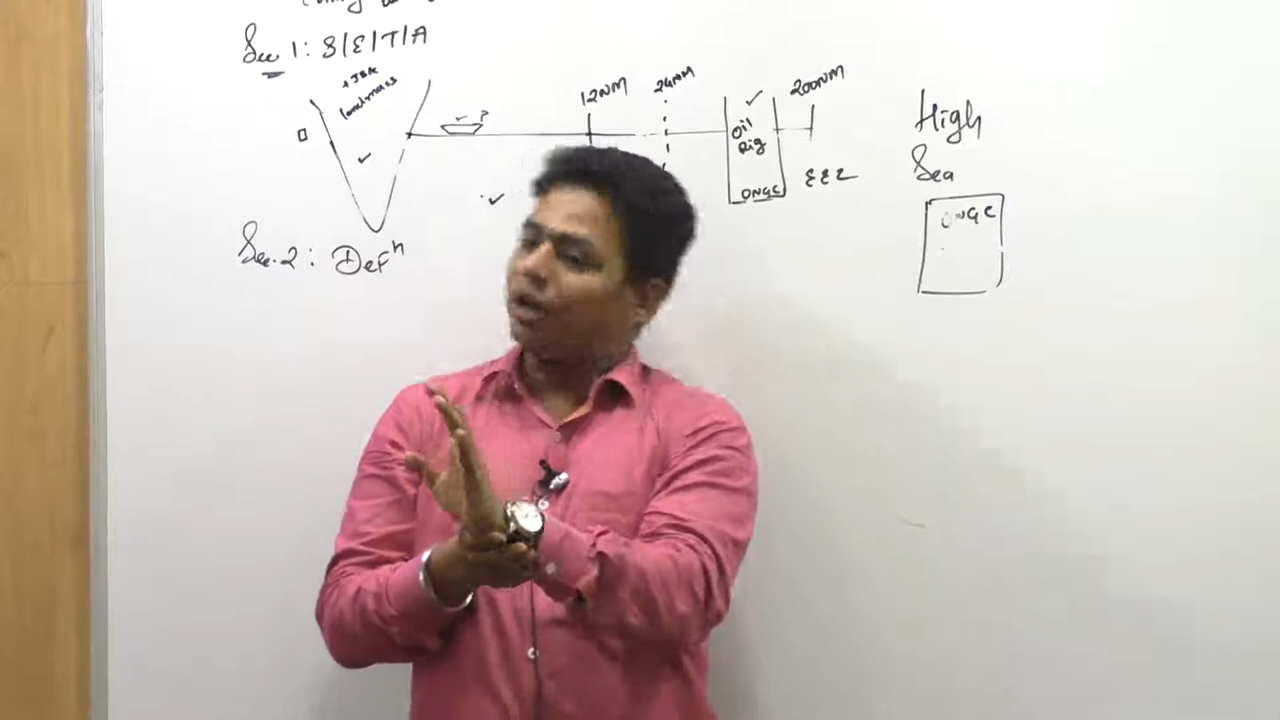 Sec 1: S/E/T/A
+ J&K
landmass
P
12NM
24NM
Oil
Rig
ONGC
200NM
EEZ
High
Sea
ONGC
Sec. 2: Defn